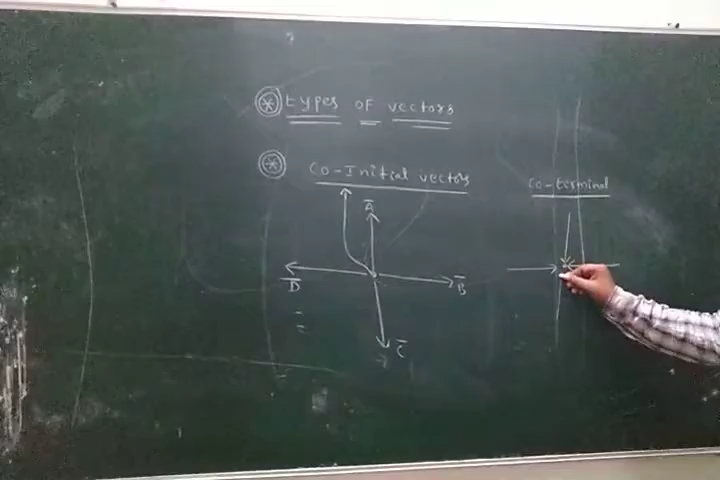 types of vectors
Co-Initial vectors
Co-terminal
A̅
D̅
B̅
C̅